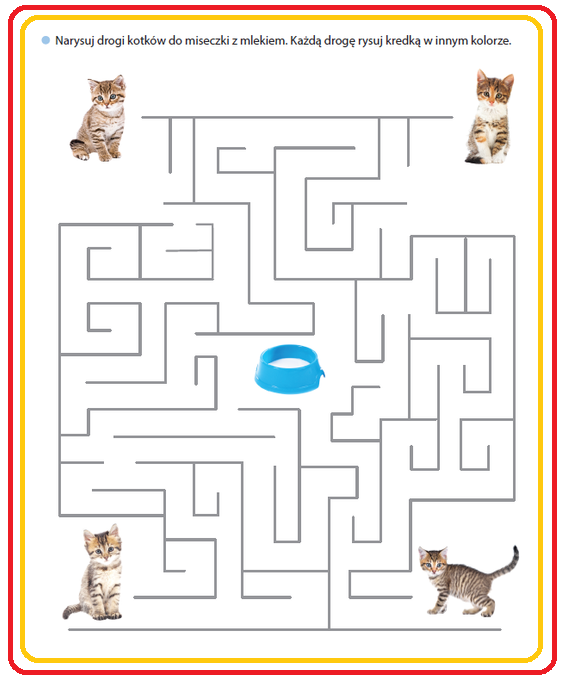 Narysuj drogi kotków do miseczki z mlekiem. Każdą drogę rysuj kredką w innym kolorze.